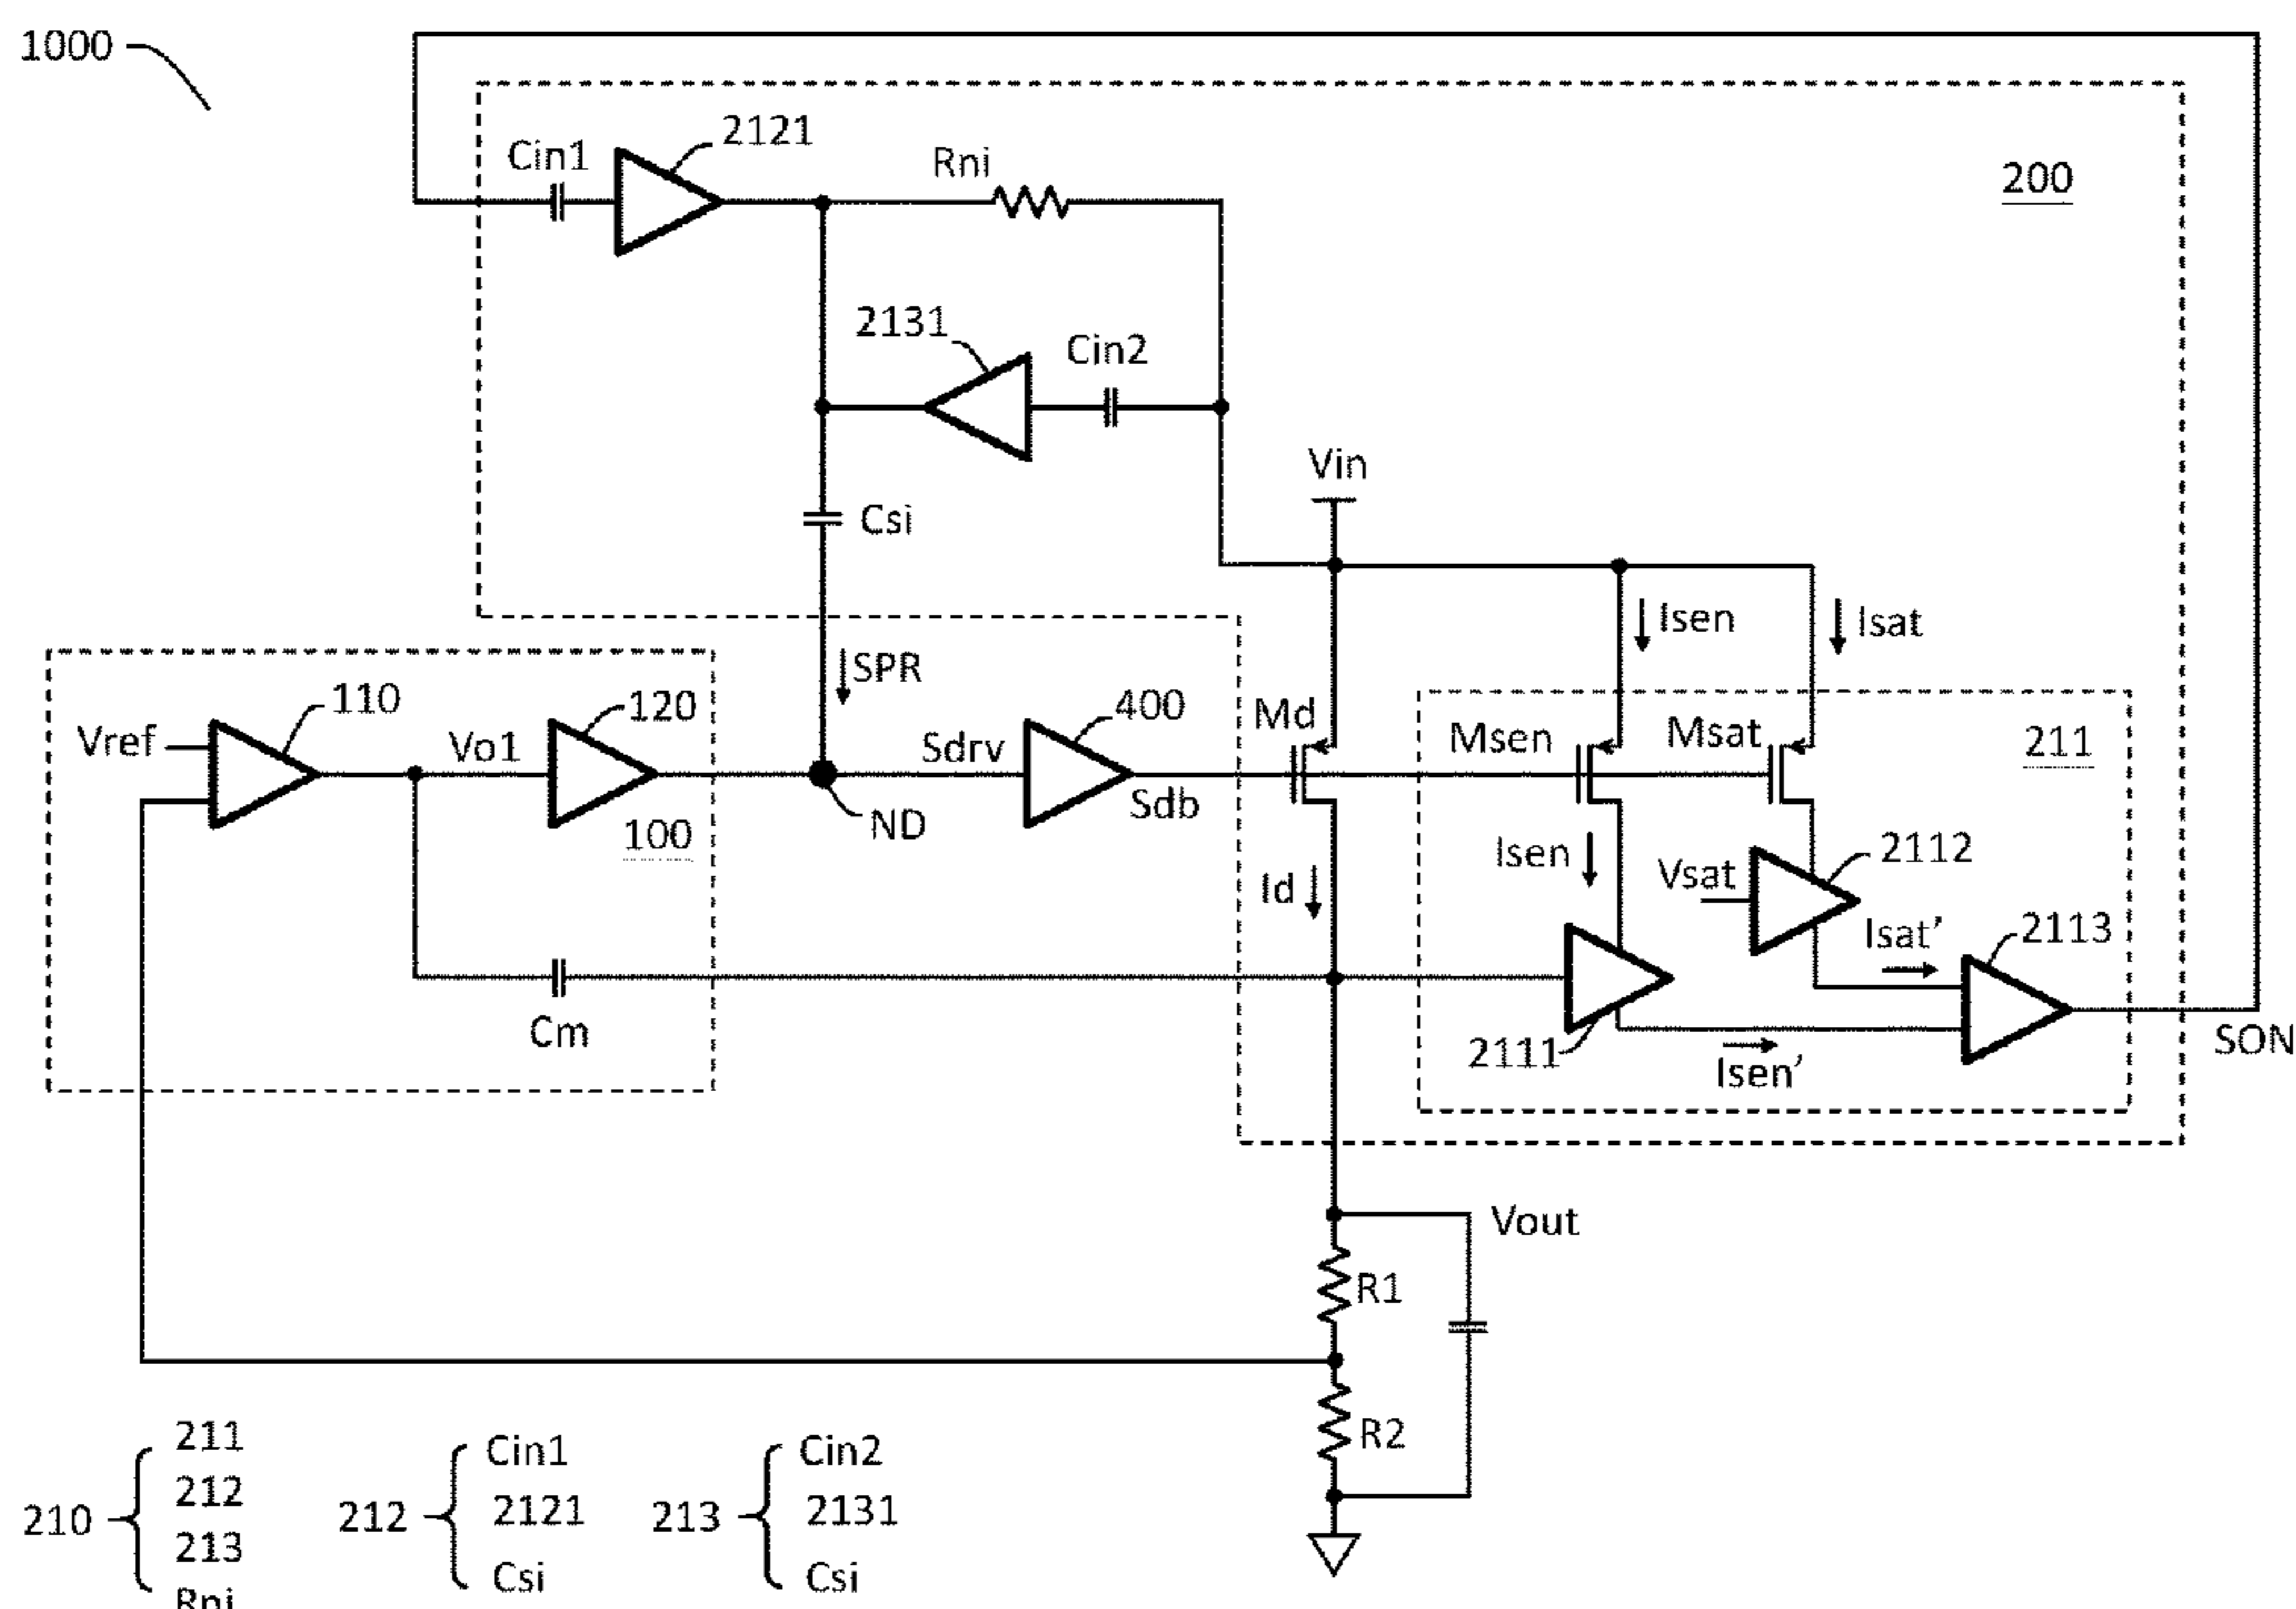 1000
2121
Cin1
Rni
200
2131
Cin2
Vin
Csi
Isen
Isat
SPR
110
120
400
Md
Vref
Vo1
Sdrv
Msen
Msat
211
Sdb
ND
100
Isen
2112
Vsat
Id
Isat'
2113
Cm
2111
SON
Isen'
Vout
R1
R2
210
211
212
213
Rni
212
Cin1
2121
Csi
213
Cin2
2131
Csi